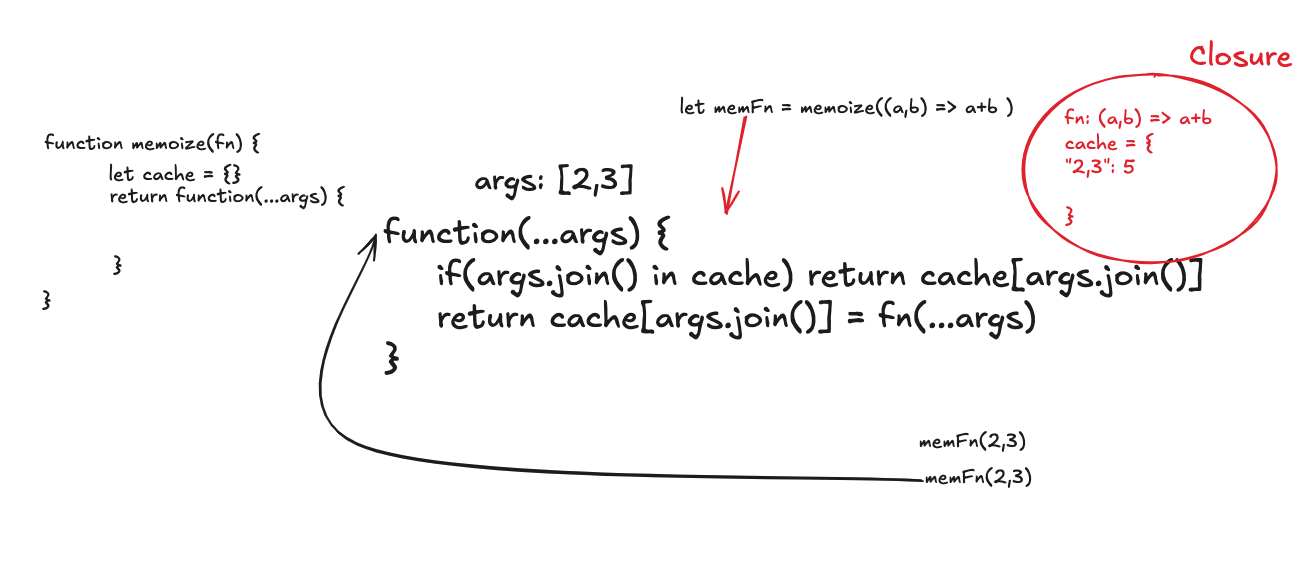 Closure
let memFn = memoize((a,b) => a+b )
fn: (a,b) => a+b
cache = {
"2,3": 5
}
function memoize(fn) {
let cache = {}
return function(...args) {
}
}
args: [2,3]
function(...args) {
if(args.join() in cache) return cache[args.join()]
return cache[args.join()] = fn(...args)
}
memFn(2,3)
memFn(2,3)